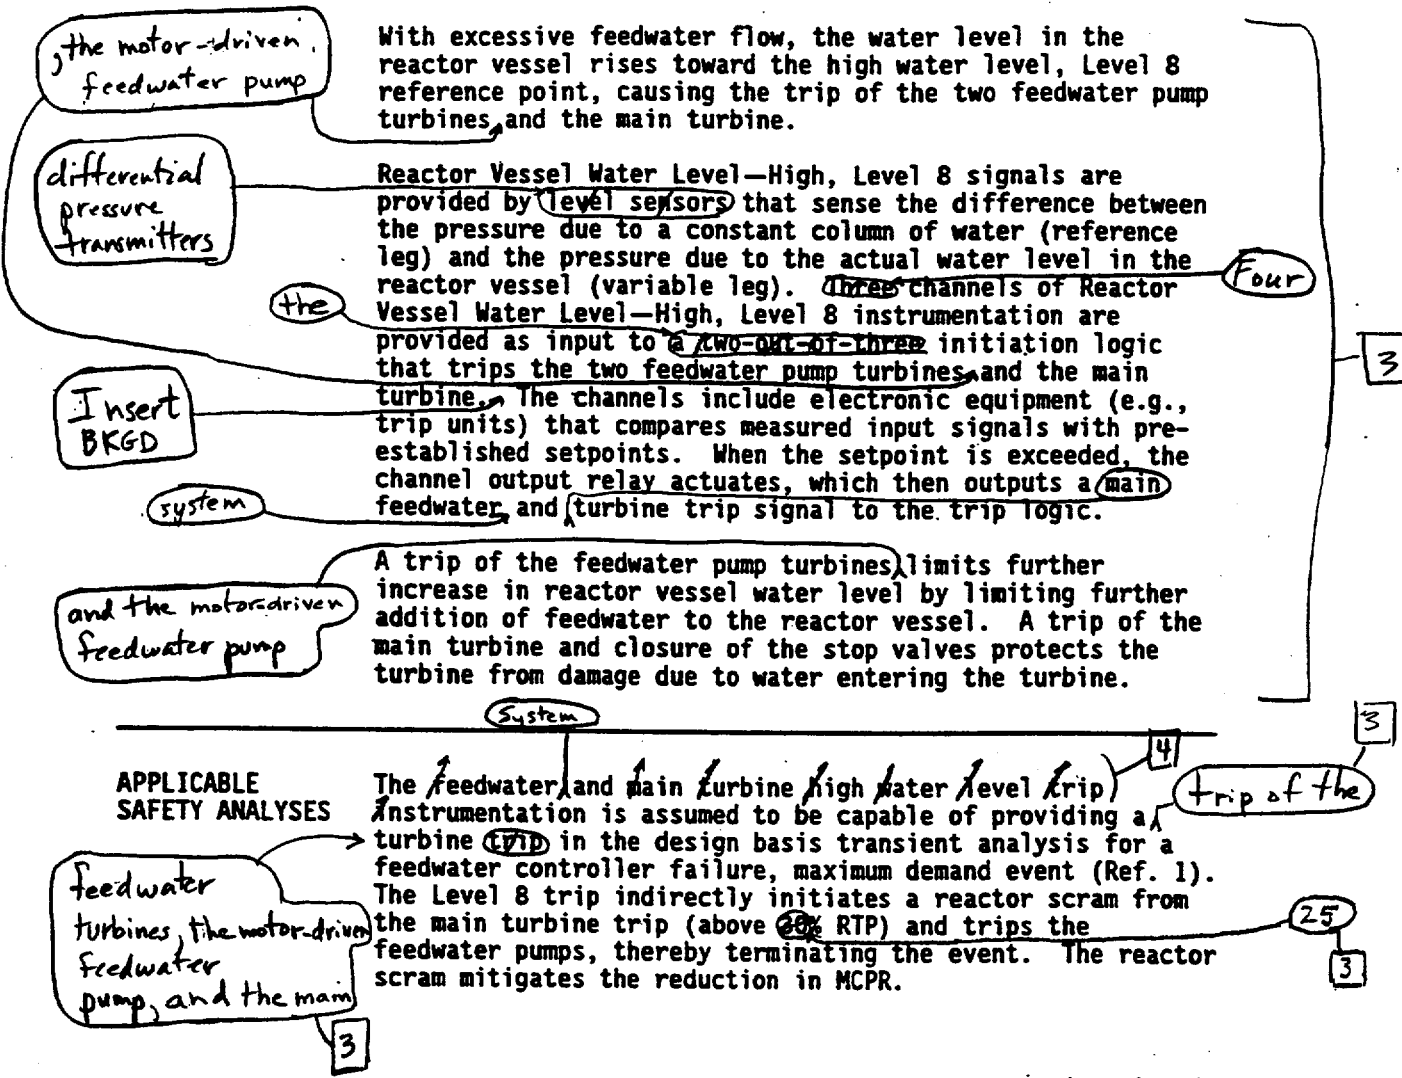 , the motor-driven
feedwater pump
With excessive feedwater flow, the water level in the
reactor vessel rises toward the high water level, Level 8
reference point, causing the trip of the two feedwater pump
turbines and the main turbine.
differential
pressure
transmitters
Reactor Vessel Water Level—High, Level 8 signals are
provided by level sensors that sense the difference between
the pressure due to a constant column of water (reference
leg) and the pressure due to the actual water level in the
reactor vessel (variable leg). Three channels of Reactor
Four
the
Vessel Water Level—High, Level 8 instrumentation are
provided as input to a two-out-of-three initiation logic
that trips the two feedwater pump turbines and the main
3
Insert
BKGD
turbine. The channels include electronic equipment (e.g.,
trip units) that compares measured input signals with pre-
established setpoints. When the setpoint is exceeded, the
channel output relay actuates, which then outputs a main
system
feedwater and turbine trip signal to the trip logic.
and the motor-driven
feedwater pump
A trip of the feedwater pump turbines limits further
increase in reactor vessel water level by limiting further
addition of feedwater to the reactor vessel. A trip of the
main turbine and closure of the stop valves protects the
turbine from damage due to water entering the turbine.
System
3
4
APPLICABLE
SAFETY ANALYSES
The feedwater and main turbine high water level trip
instrumentation is assumed to be capable of providing a
trip of the
turbine trip in the design basis transient analysis for a
feedwater controller failure, maximum demand event (Ref. 1).
The Level 8 trip indirectly initiates a reactor scram from
the main turbine trip (above 30% RTP) and trips the
25
3
feedwater pumps, thereby terminating the event. The reactor
scram mitigates the reduction in MCPR.
feedwater
turbines, the motor-driven
feedwater
pump, and the main
3